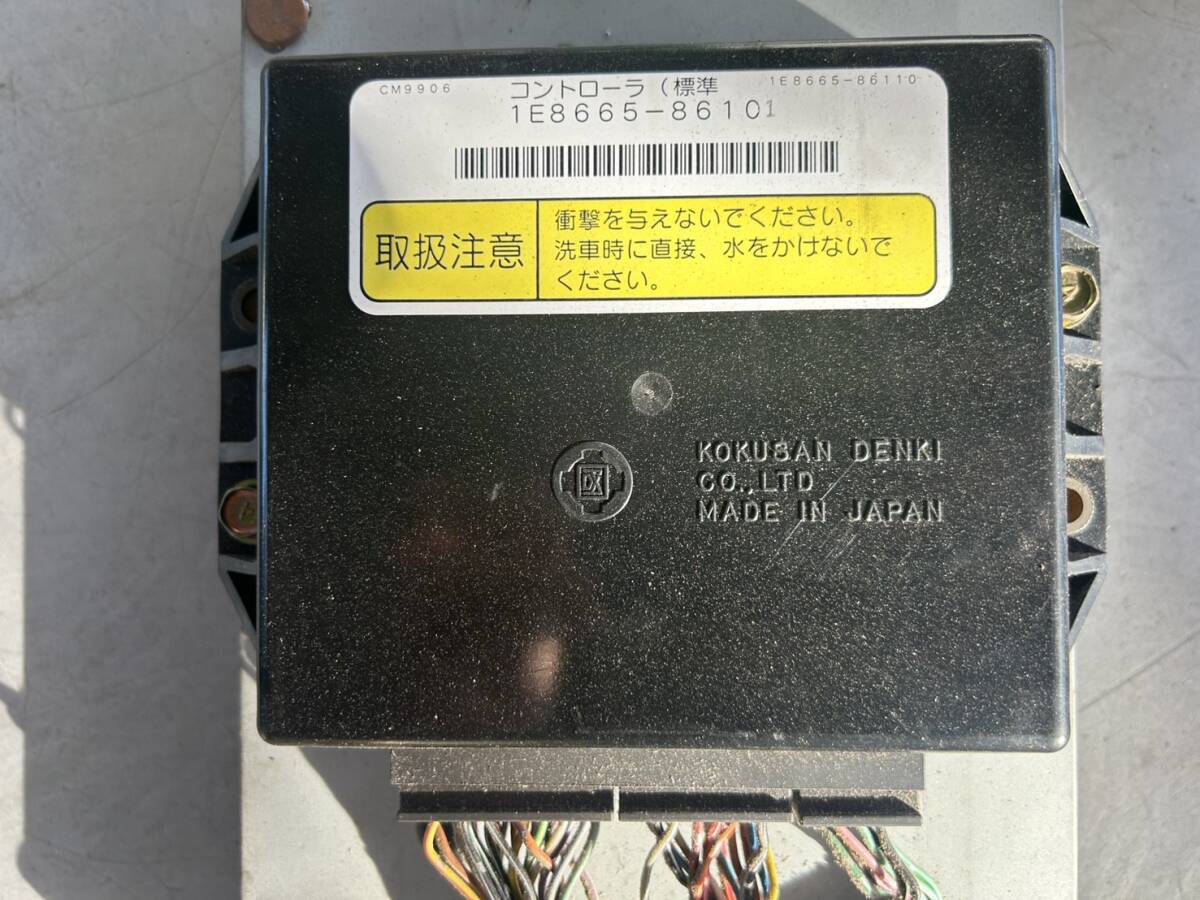 CM9906
コントローラ（標準
1E8665-86110
1E8665-86101
取扱注意
衝撃を与えないでください。
洗車時に直接、水をかけないで
ください。
KOKUSAN DENKI
CO.,LTD
MADE IN JAPAN